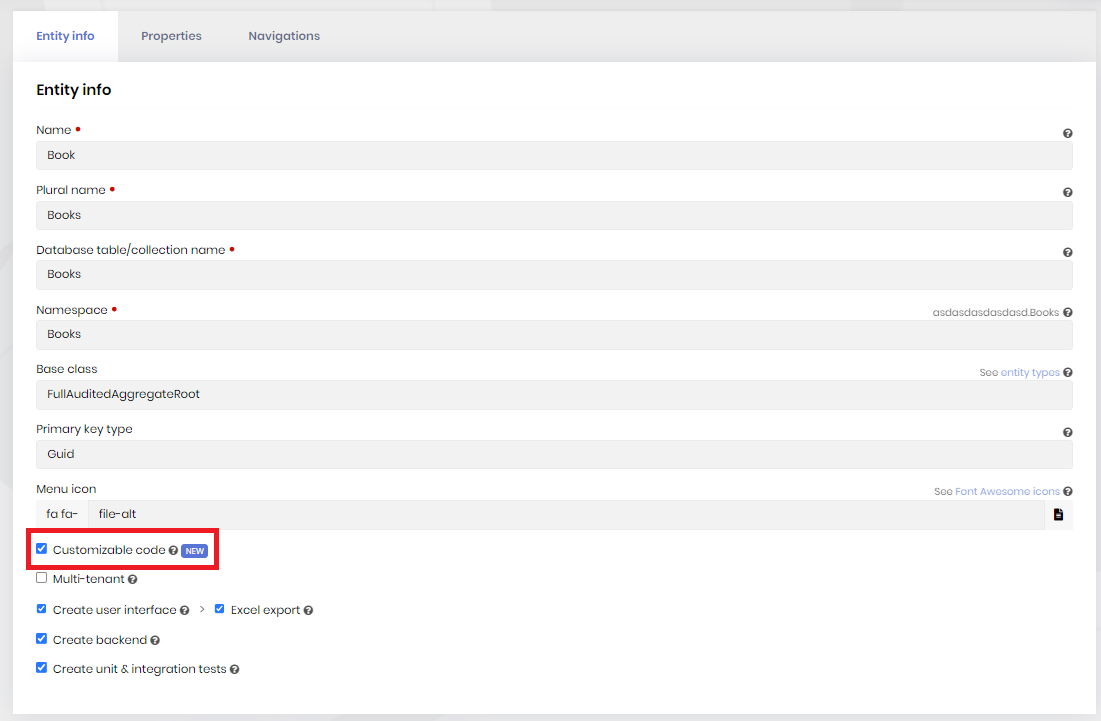 Entity info Properties Navigations
Entity info
Name •
Book
Plural name •
Books
Database table/collection name •
Books
Namespace • asdasdasdasdasd.Books
Books
Base class See entity types
FullAuditedAggregateRoot
Primary key type
Guid
Menu icon See Font Awesome icons
fa fa- file-alt
Customizable code NEW
Multi-tenant
Create user interface > Excel export
Create backend
Create unit & integration tests